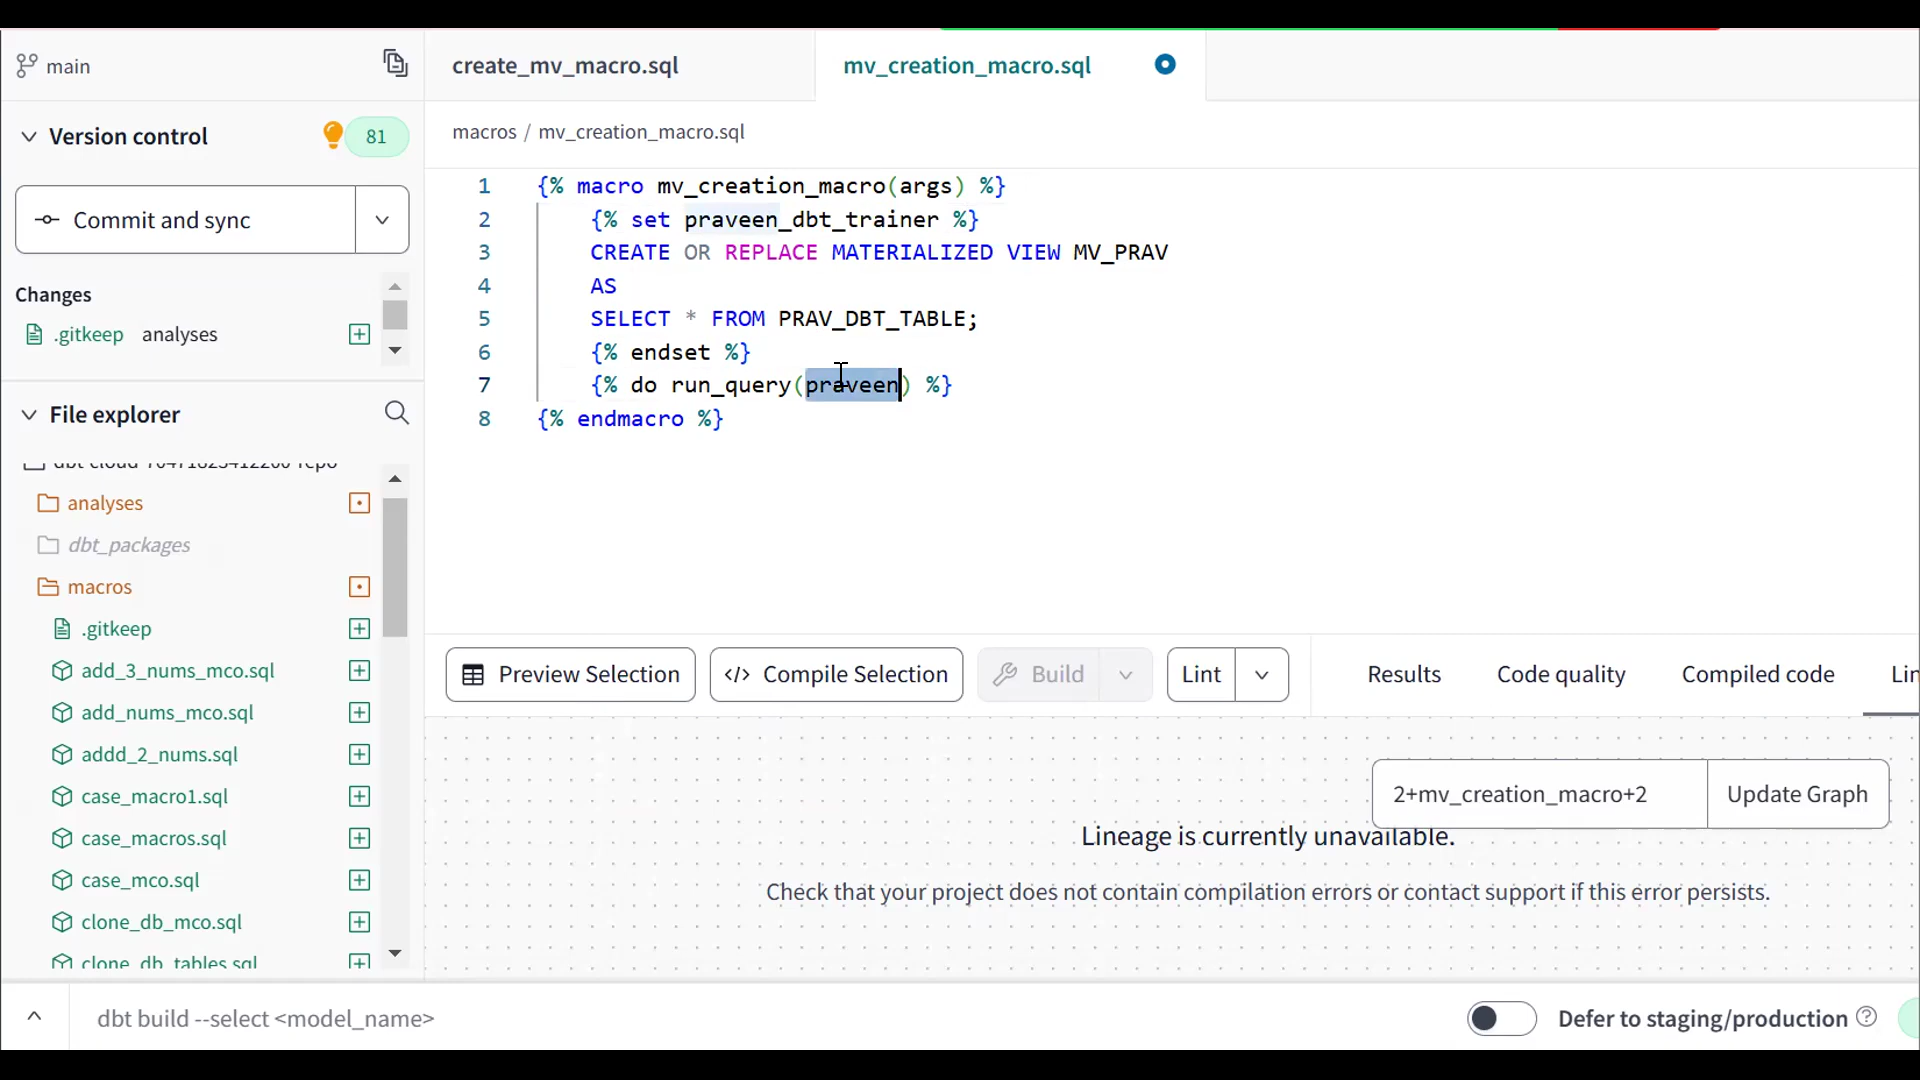 main
create_mv_macro.sql
mv_creation_macro.sql
Version control
81
macros / mv_creation_macro.sql
Commit and sync
Changes
.gitkeep analyses
1 {% macro mv_creation_macro(args) %}
2 {% set praveen_dbt_trainer %}
3 CREATE OR REPLACE MATERIALIZED VIEW MV_PRAV
4 AS
5 SELECT * FROM PRAV_DBT_TABLE;
6 {% endset %}
7 {% do run_query(praveen) %}
8 {% endmacro %}
File explorer
analyses
dbt_packages
macros
.gitkeep
add_3_nums_mco.sql
add_nums_mco.sql
addd_2_nums.sql
case_macro1.sql
case_macros.sql
case_mco.sql
clone_db_mco.sql
clone_db_tables.sql
Preview Selection
Compile Selection
Build
Lint
Results
Code quality
Compiled code
Lin
2+mv_creation_macro+2
Update Graph
Lineage is currently unavailable.
Check that your project does not contain compilation errors or contact support if this error persists.
dbt build --select <model_name>
Defer to staging/production